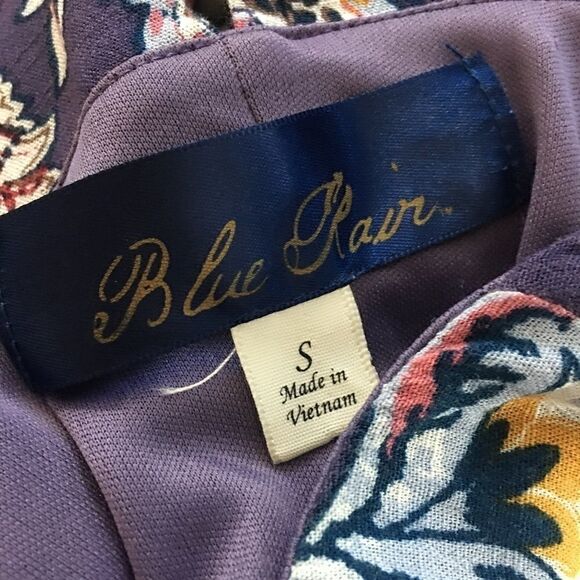 Blue Rain
S
Made in
Vietnam